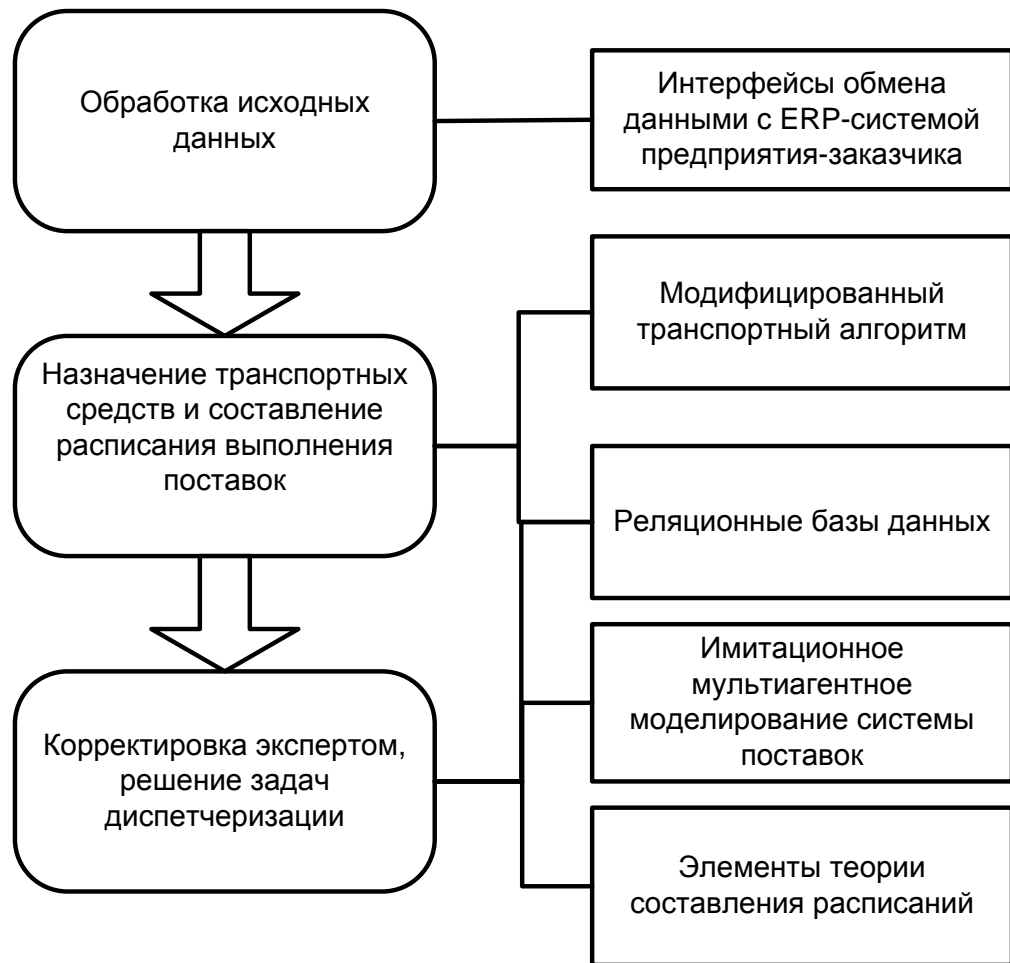 Обработка исходных
данных
Интерфейсы обмена
данными с ERP-системой
предприятия-заказчика
Модифицированный
транспортный алгоритм
Назначение транспортных
средств и составление
расписания выполнения
поставок
Реляционные базы данных
Имитационное
мультиагентное
моделирование системы
поставок
Корректировка экспертом,
решение задач
диспетчеризации
Элементы теории
составления расписаний